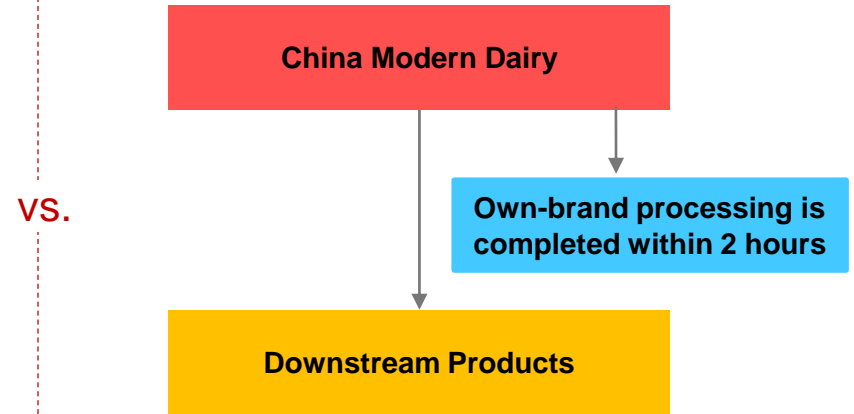 China Modern Dairy
vs.
Own-brand processing is
completed within 2 hours
Downstream Products